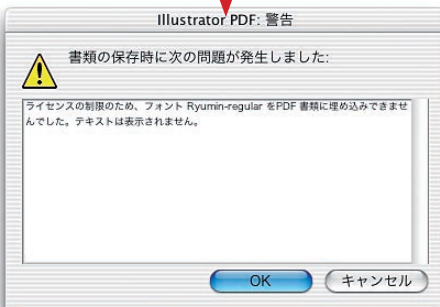 Illustrator PDF: 警告
書類の保存時に次の問題が発生しました:
ライセンスの制限のため、フォント Ryumin-regular をPDF 書類に埋め込みできませ
んでした。テキストは表示されません。
OK
キャンセル